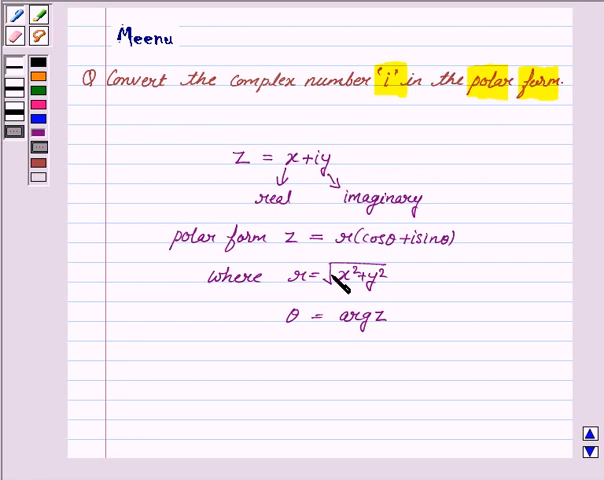 Meenu
Q Convert the complex number 'i' in the polar form.
Z = x+iy
real imaginary
polar form Z = r(cosθ+isinθ)
where r= √x²+y²
θ = argz